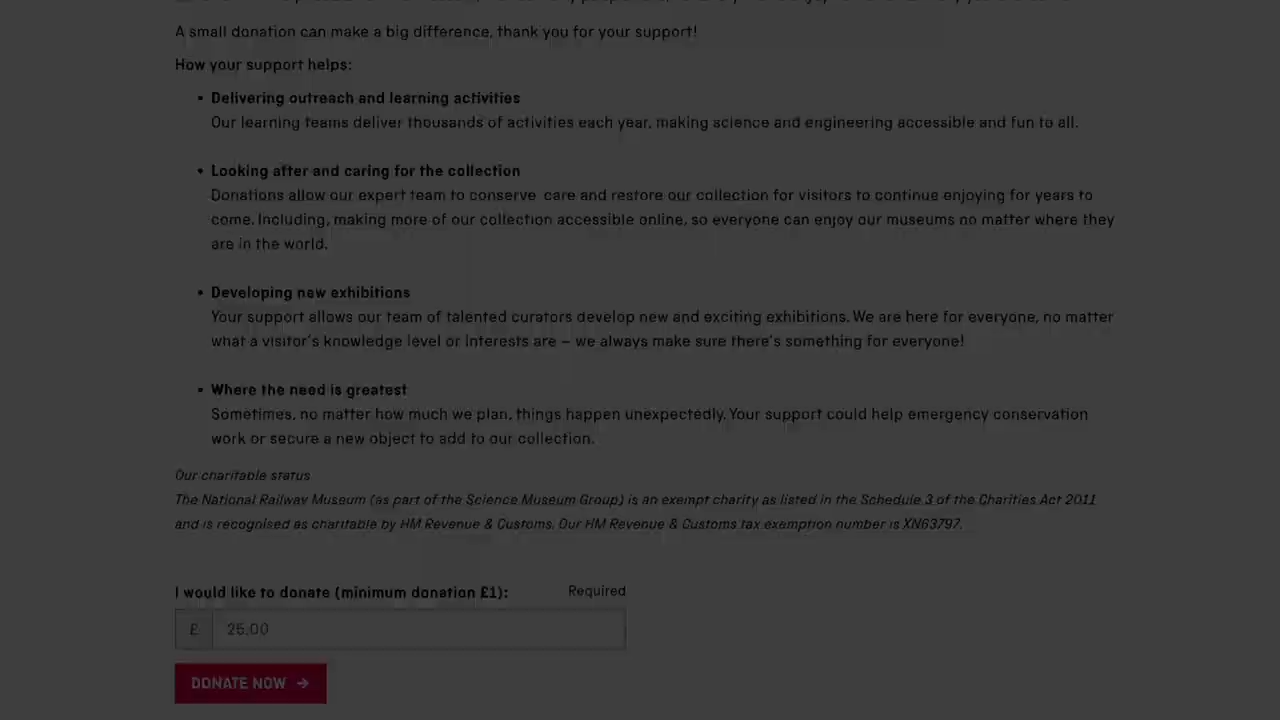 A small donation can make a big difference, thank you for your support!
How your support helps:
• Delivering outreach and learning activities
Our learning teams deliver thousands of activities each year, making science and engineering accessible and fun to all.
• Looking after and caring for the collection
Donations allow our expert team to conserve care and restore our collection for visitors to continue enjoying for years to
come. Including, making more of our collection accessible online, so everyone can enjoy our museums no matter where they
are in the world.
• Developing new exhibitions
Your support allows our team of talented curators develop new and exciting exhibitions. We are here for everyone, no matter
what a visitor's knowledge level or interests are – we always make sure there's something for everyone!
• Where the need is greatest
Sometimes, no matter how much we plan, things happen unexpectedly. Your support could help emergency conservation
work or secure a new object to add to our collection.
Our charitable status
The National Railway Museum (as part of the Science Museum Group) is an exempt charity as listed in the Schedule 3 of the Charities Act 2011
and is recognised as charitable by HM Revenue & Customs. Our HM Revenue & Customs tax exemption number is XN63797.
I would like to donate (minimum donation £1): Required
£ 25.00
DONATE NOW →